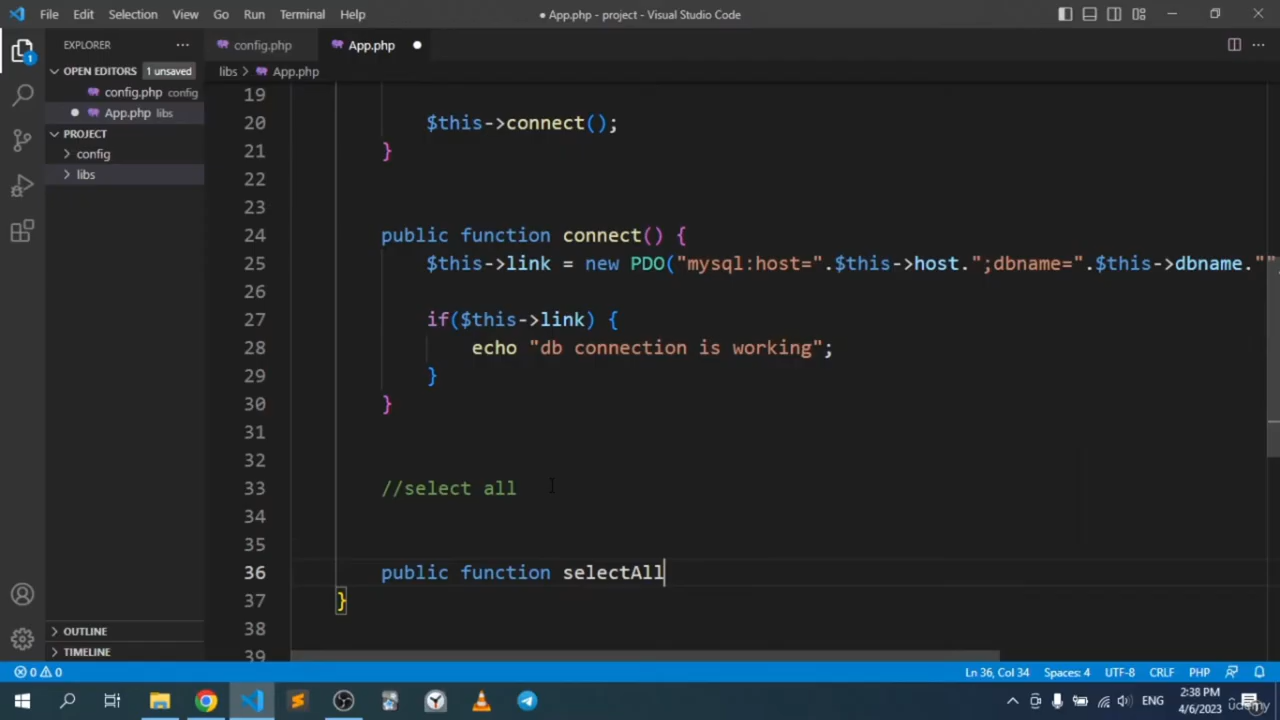 File Edit Selection View Go Run Terminal Help
● App.php - project - Visual Studio Code
EXPLORER
OPEN EDITORS 1 unsaved
config.php config
App.php libs
PROJECT
config
libs
OUTLINE
TIMELINE
1
config.php
App.php
libs > App.php
19
20 $this->connect();
21 }
22
23
24 public function connect() {
25 $this->link = new PDO("mysql:host=".$this->host.";dbname=".$this->dbname.""
26
27 if($this->link) {
28 echo "db connection is working";
29 }
30 }
31
32
33 //select all
34
35
36 public function selectAll
37 }
38
39
0 0
Ln 36, Col 34 Spaces: 4 UTF-8 CRLF PHP
ENG
2:38 PM
4/6/2023
udemy